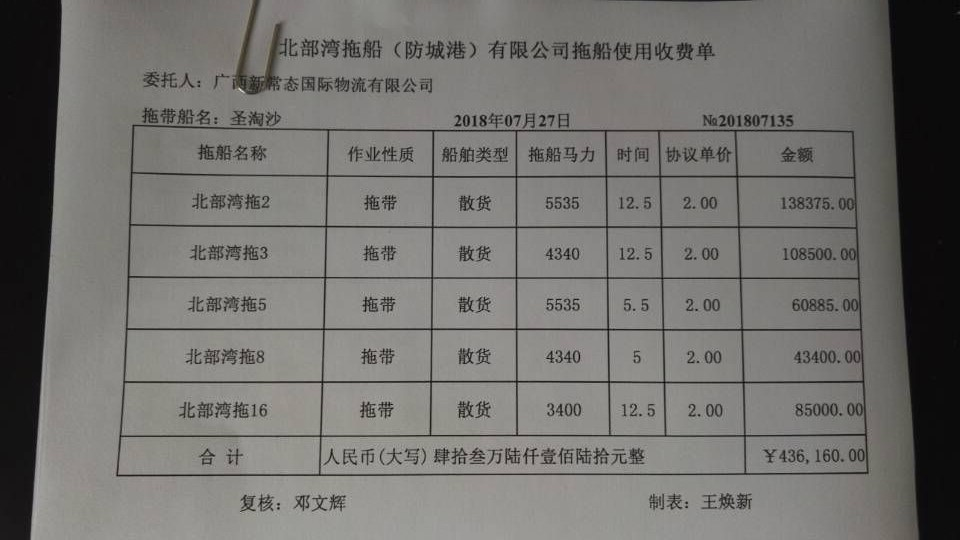 北部湾拖船（防城港）有限公司拖船使用收费单
委托人：广西新常态国际物流有限公司
拖带船名：圣淘沙 2018年07月27日 №201807135
拖船名称 作业性质 船舶类型 拖船马力 时间 协议单价 金额
北部湾拖2 拖带 散货 5535 12.5 2.00 138375.00
北部湾拖3 拖带 散货 4340 12.5 2.00 108500.00
北部湾拖5 拖带 散货 5535 5.5 2.00 60885.00
北部湾拖8 拖带 散货 4340 5 2.00 43400.00
北部湾拖16 拖带 散货 3400 12.5 2.00 85000.00
合 计 人民币(大写) 肆拾叁万陆仟壹佰陆拾元整 ￥436,160.00
复核：邓文辉 制表：王焕新